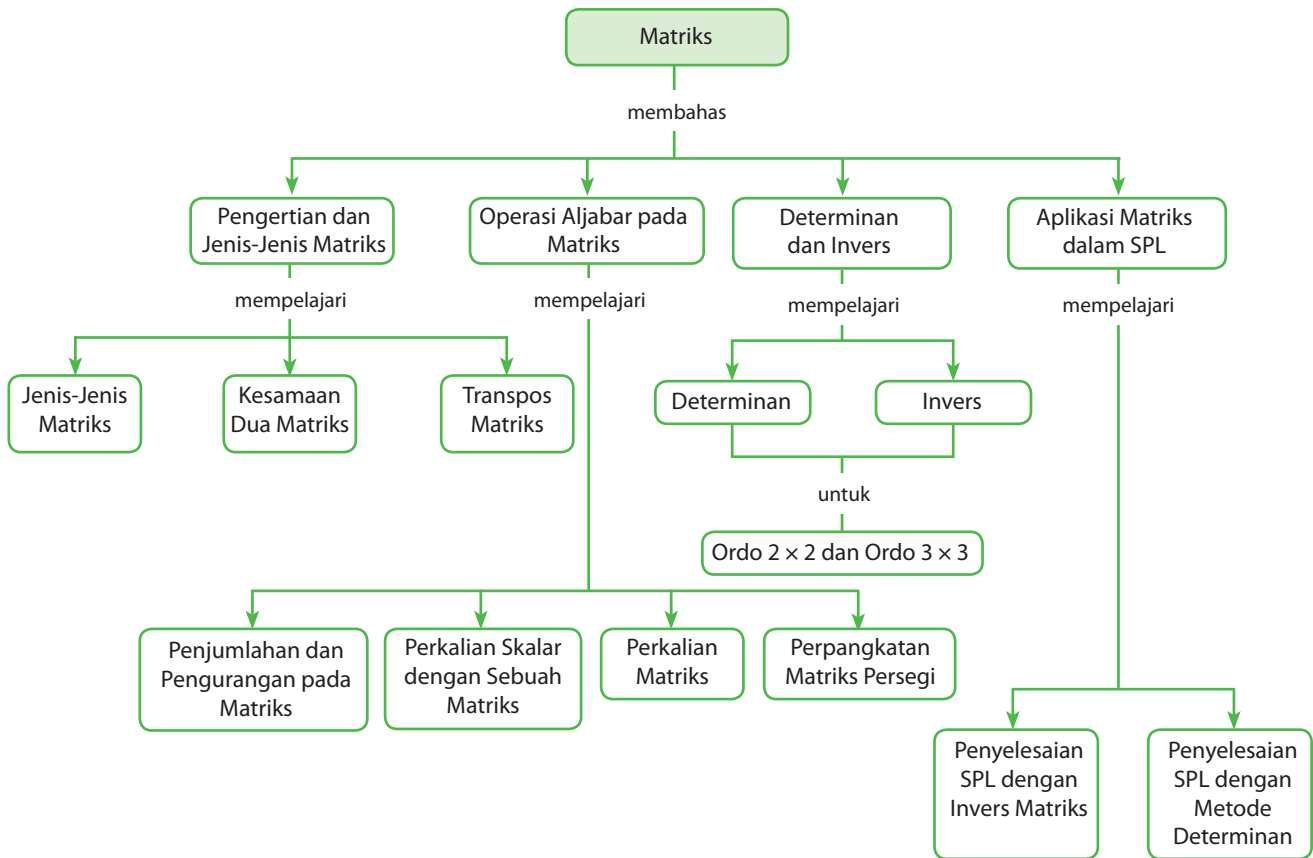 Matriks
membahas
Pengertian dan
Jenis-Jenis Matriks
Operasi Aljabar pada
Matriks
Determinan
dan Invers
Aplikasi Matriks
dalam SPL
mempelajari
mempelajari
mempelajari
mempelajari
Jenis-Jenis
Matriks
Kesamaan
Dua Matriks
Transpos
Matriks
Determinan
Invers
untuk
Ordo 2 × 2 dan Ordo 3 × 3
Penjumlahan dan
Pengurangan pada
Matriks
Perkalian Skalar
dengan Sebuah
Matriks
Perkalian
Matriks
Perpangkatan
Matriks Persegi
Penyelesaian
SPL dengan
Invers Matriks
Penyelesaian
SPL dengan
Metode
Determinan